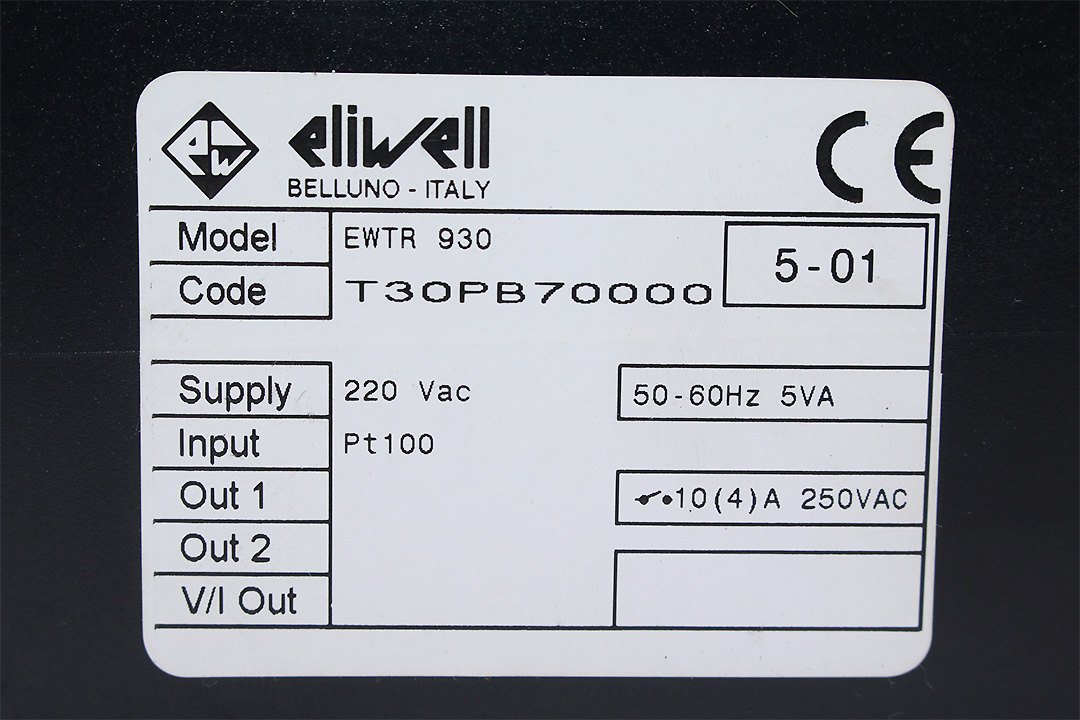 ew eliwell CE
BELLUNO - ITALY
Model EWTR 930
5-01
Code T30PB70000
Supply 220 Vac 50-60Hz 5VA
Input Pt100
Out 1 10(4)A 250VAC
Out 2
V/I Out